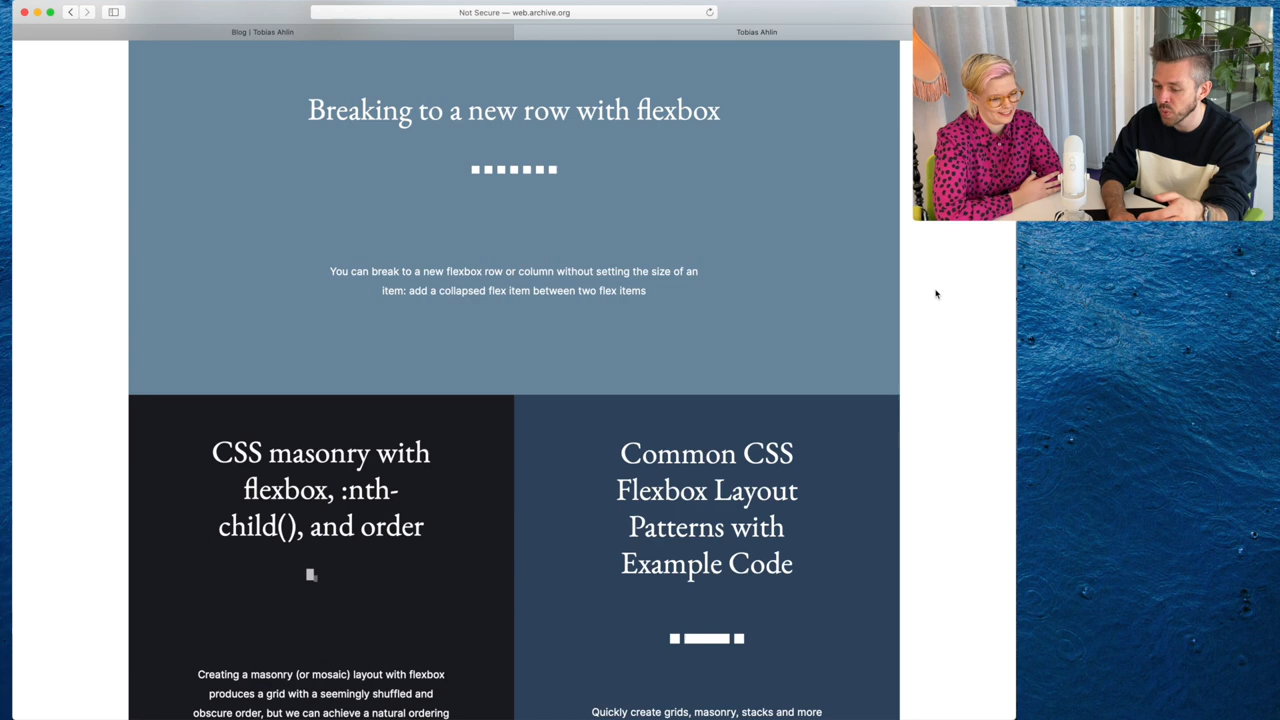 Not Secure — web.archive.org
Blog | Tobias Ahlin
Tobias Ahlin
Breaking to a new row with flexbox
You can break to a new flexbox row or column without setting the size of an
item: add a collapsed flex item between two flex items
CSS masonry with
flexbox, :nth-
child(), and order
Creating a masonry (or mosaic) layout with flexbox
produces a grid with a seemingly shuffled and
obscure order, but we can achieve a natural ordering
Common CSS
Flexbox Layout
Patterns with
Example Code
Quickly create grids, masonry, stacks and more